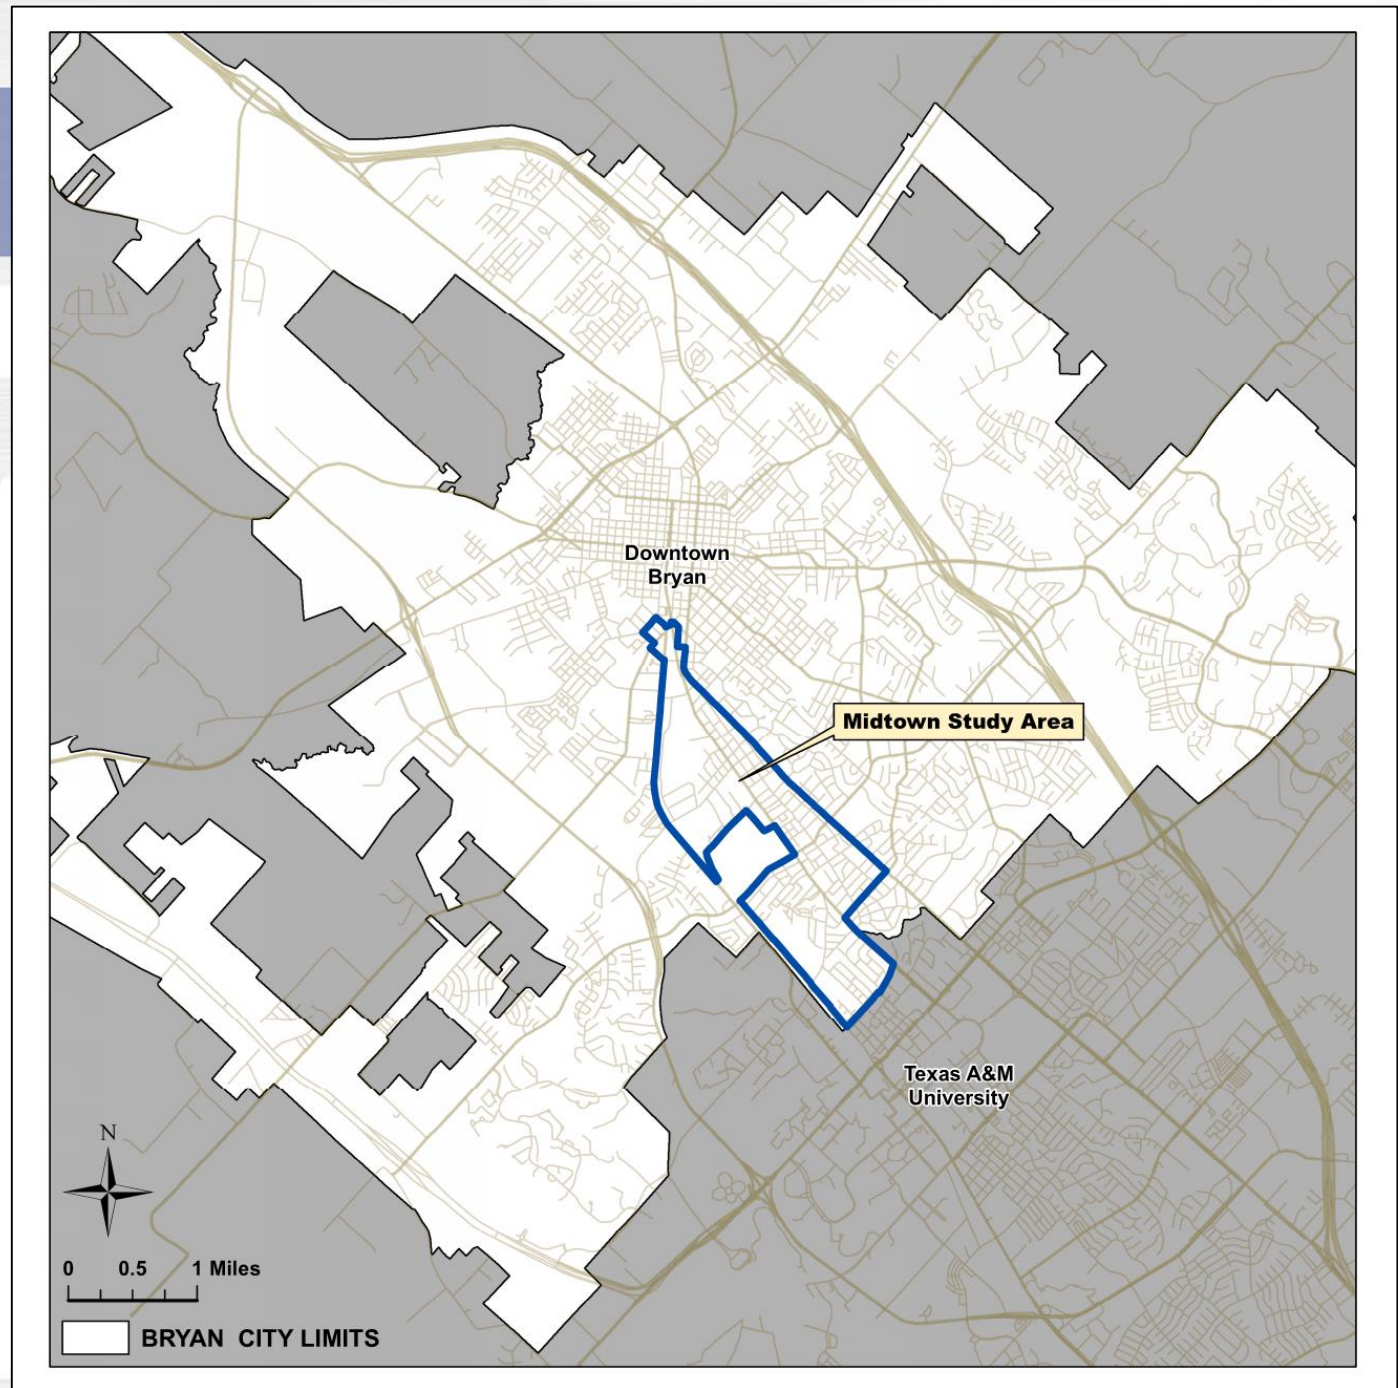 Downtown
Bryan
Midtown Study Area
Texas A&M
University
N
0 0.5 1 Miles
BRYAN CITY LIMITS